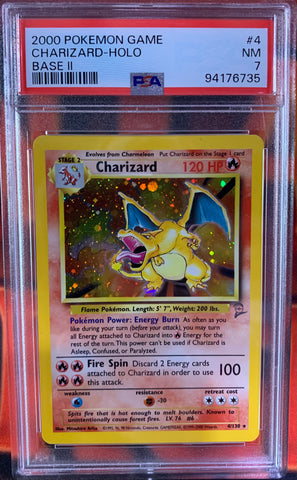 2000 POKEMON GAME #4
CHARIZARD-HOLO NM
BASE II 7
PSA 94176735
Evolves from Charmeleon Put Charizard on the Stage 1 card
STAGE 2
Charizard 120 HP
Flame Pokémon. Length: 5' 7", Weight: 200 lbs.
Pokémon Power: Energy Burn As often as
you like during your turn (before your attack), you may turn
all Energy attached to Charizard into Energy for
the rest of the turn. This power can't be used if Charizard is
Asleep, Confused, or Paralyzed.
Fire Spin Discard 2 Energy cards
attached to Charizard in order to use 100
this attack.
weakness resistance retreat cost
-30
Spits fire that is hot enough to melt boulders. Known to
unintentionally cause forest fires. LV. 76 #6
Illus. Mitsuhiro Arita 4/130 ★